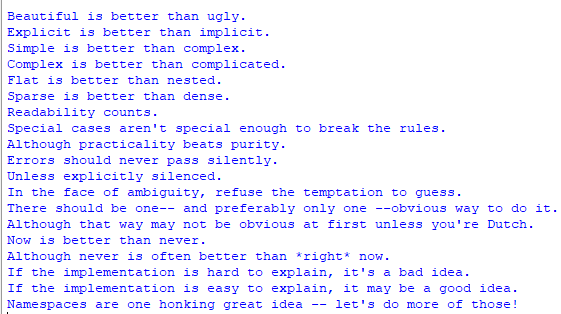 Beautiful is better than ugly.
Explicit is better than implicit.
Simple is better than complex.
Complex is better than complicated.
Flat is better than nested.
Sparse is better than dense.
Readability counts.
Special cases aren't special enough to break the rules.
Although practicality beats purity.
Errors should never pass silently.
Unless explicitly silenced.
In the face of ambiguity, refuse the temptation to guess.
There should be one-- and preferably only one --obvious way to do it.
Although that way may not be obvious at first unless you're Dutch.
Now is better than never.
Although never is often better than *right* now.
If the implementation is hard to explain, it's a bad idea.
If the implementation is easy to explain, it may be a good idea.
Namespaces are one honking great idea -- let's do more of those!